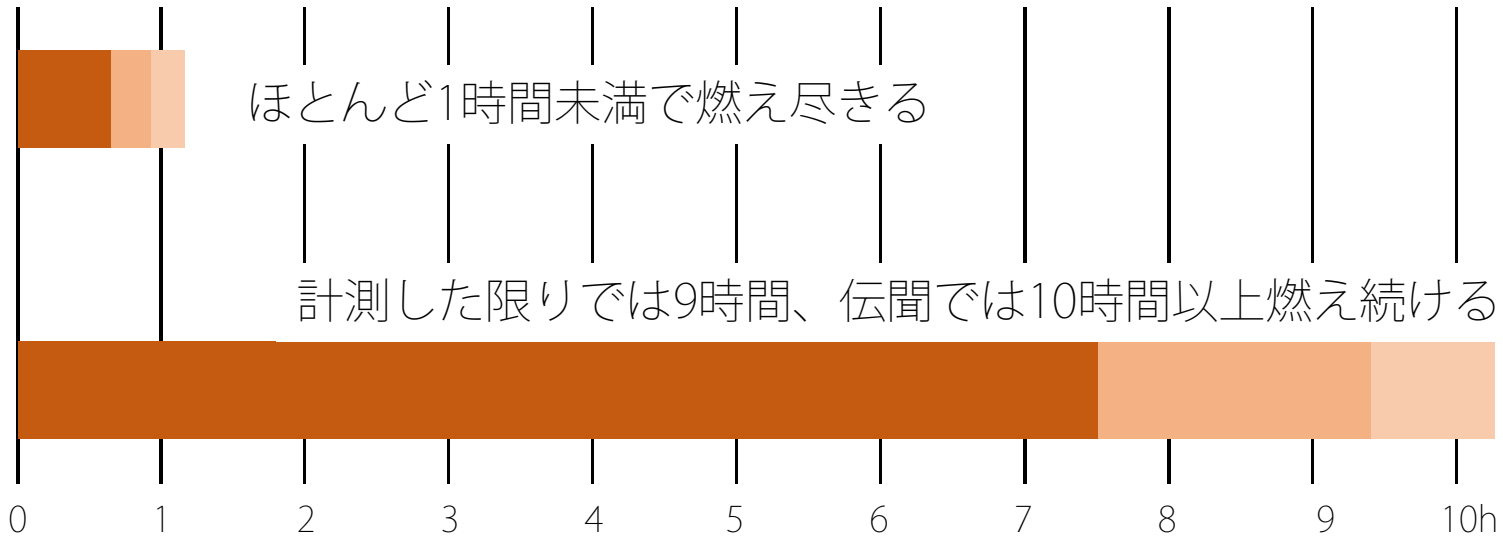 ほとんど1時間未満で燃え尽きる
計測した限りでは9時間、伝聞では10時間以上燃え続ける
0 1 2 3 4 5 6 7 8 9 10h